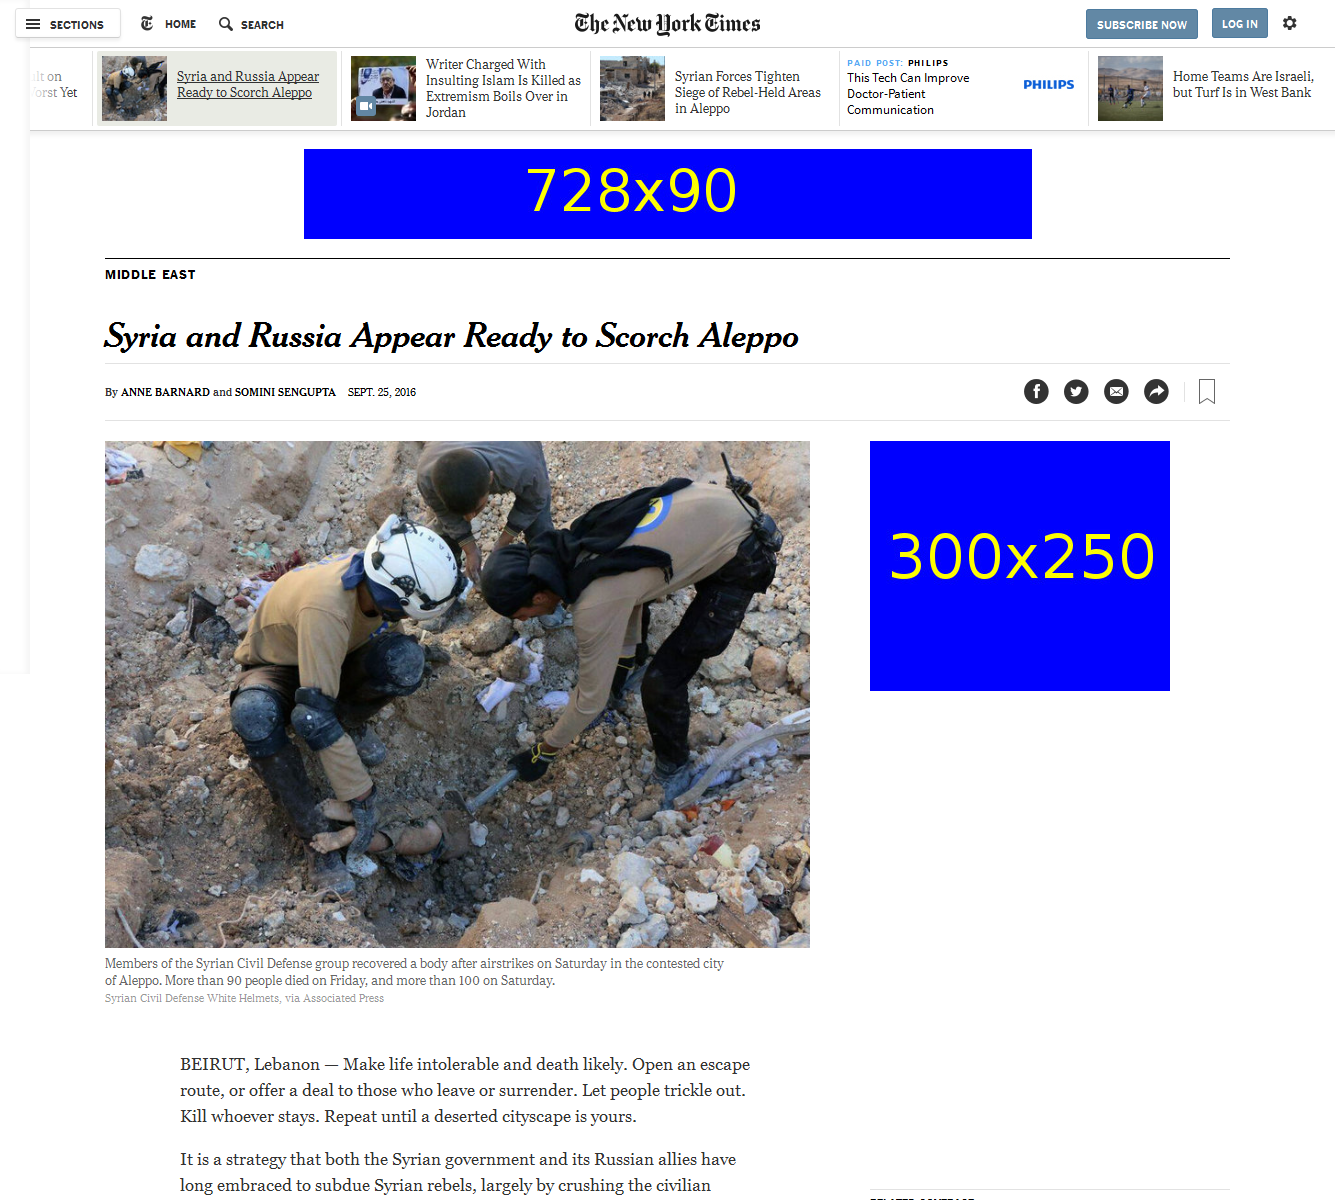 SECTIONS
HOME
SEARCH
The New York Times
SUBSCRIBE NOW
LOG IN
on
Yet
Syria and Russia Appear
Ready to Scorch Aleppo
Writer Charged With
Insulting Islam Is Killed as
Extremism Boils Over in
Jordan
Syrian Forces Tighten
Siege of Rebel-Held Areas
in Aleppo
PAID POST: PHILIPS
This Tech Can Improve
Doctor-Patient
Communication
PHILIPS
Home Teams Are Israeli,
but Turf Is in West Bank
728x90
MIDDLE EAST
Syria and Russia Appear Ready to Scorch Aleppo
By ANNE BARNARD and SOMINI SENGUPTA SEPT. 25, 2016
300x250
Members of the Syrian Civil Defense group recovered a body after airstrikes on Saturday in the contested city
of Aleppo. More than 90 people died on Friday, and more than 100 on Saturday.
Syrian Civil Defense White Helmets, via Associated Press
BEIRUT, Lebanon — Make life intolerable and death likely. Open an escape
route, or offer a deal to those who leave or surrender. Let people trickle out.
Kill whoever stays. Repeat until a deserted cityscape is yours.
It is a strategy that both the Syrian government and its Russian allies have
long embraced to subdue Syrian rebels, largely by crushing the civilian